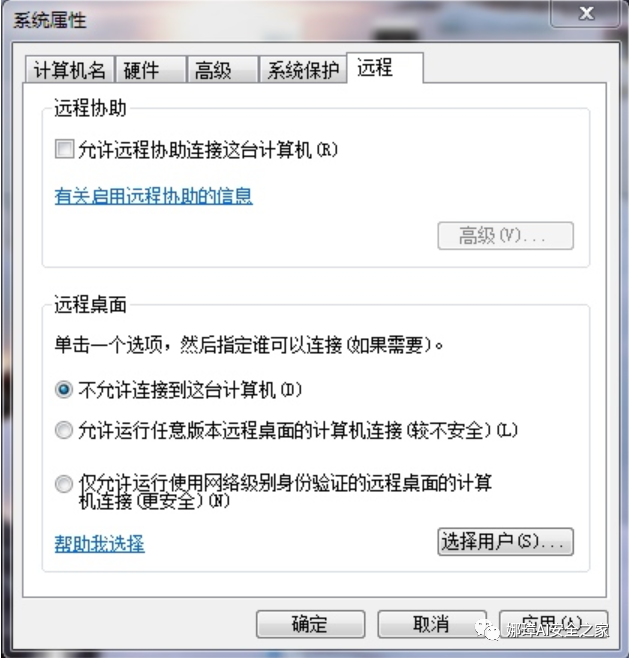 系统属性
计算机名 硬件 高级 系统保护 远程
远程协助
允许远程协助连接这台计算机(R)
有关启用远程协助的信息
高级(V)...
远程桌面
单击一个选项，然后指定谁可以连接(如果需要)。
不允许连接到这台计算机(D)
允许运行任意版本远程桌面的计算机连接(较不安全)(L)
仅允许运行使用网络级别身份验证的远程桌面的计算
机连接(更安全)(N)
帮助我选择
选择用户(S)...
确定 取消 应用(A)
娜璋AI安全之家